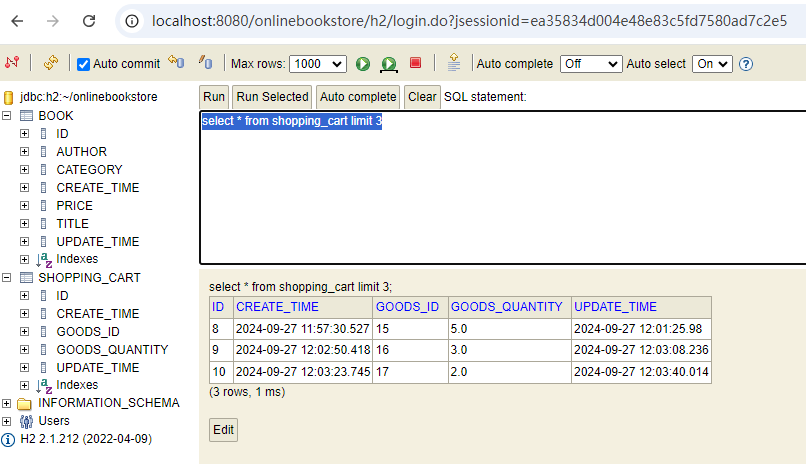 localhost:8080/onlinebookstore/h2/login.do?jsessionid=ea35834d004e48e83c5fd7580ad7c2e5
Auto commit Max rows: 1000 Auto complete Off Auto select On ?
jdbc:h2:~/onlinebookstore
BOOK
ID
AUTHOR
CATEGORY
CREATE_TIME
PRICE
TITLE
UPDATE_TIME
Indexes
SHOPPING_CART
ID
CREATE_TIME
GOODS_ID
GOODS_QUANTITY
UPDATE_TIME
Indexes
INFORMATION_SCHEMA
Users
H2 2.1.212 (2022-04-09)
Run Run Selected Auto complete Clear SQL statement:
select * from shopping_cart limit 3
select * from shopping_cart limit 3;
ID CREATE_TIME GOODS_ID GOODS_QUANTITY UPDATE_TIME
8 2024-09-27 11:57:30.527 15 5.0 2024-09-27 12:01:25.98
9 2024-09-27 12:02:50.418 16 3.0 2024-09-27 12:03:08.236
10 2024-09-27 12:03:23.745 17 2.0 2024-09-27 12:03:40.014
(3 rows, 1 ms)
Edit